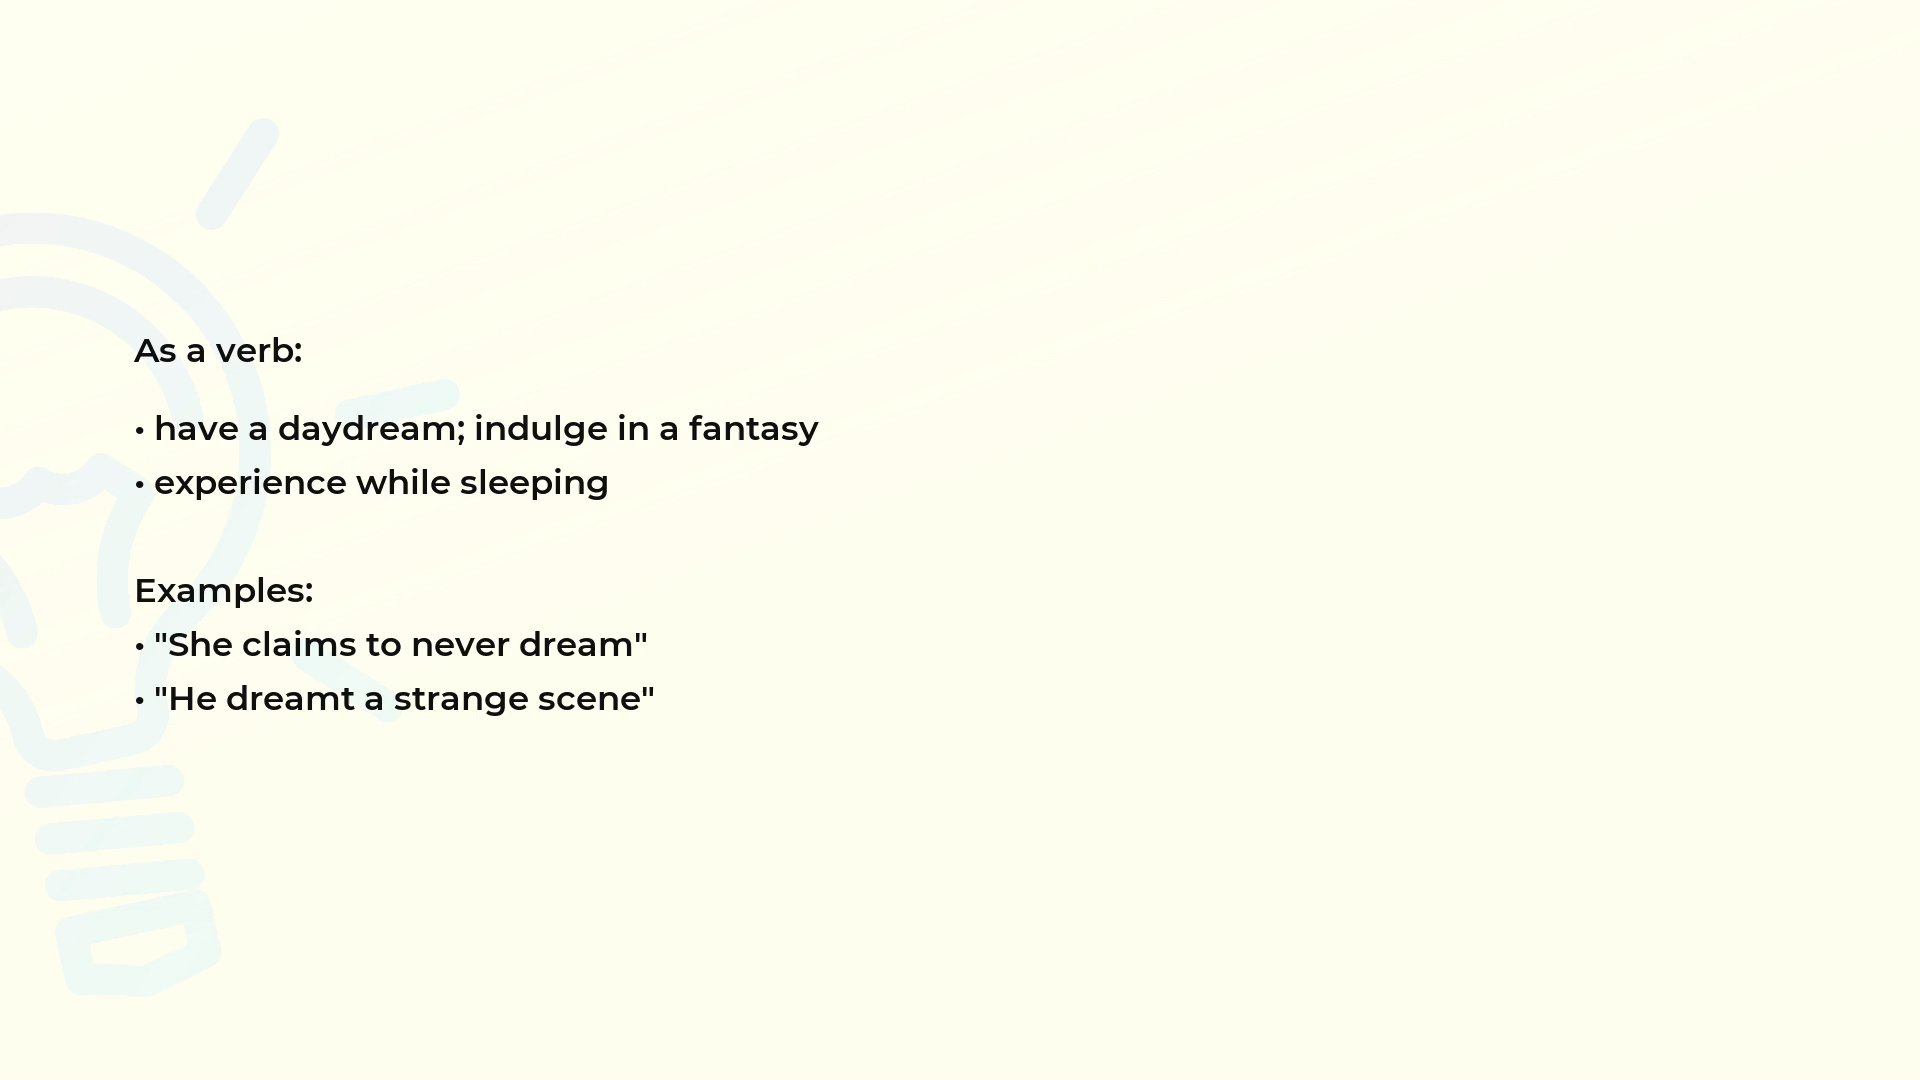 As a verb:
• have a daydream; indulge in a fantasy
• experience while sleeping
Examples:
• "She claims to never dream"
• "He dreamt a strange scene"